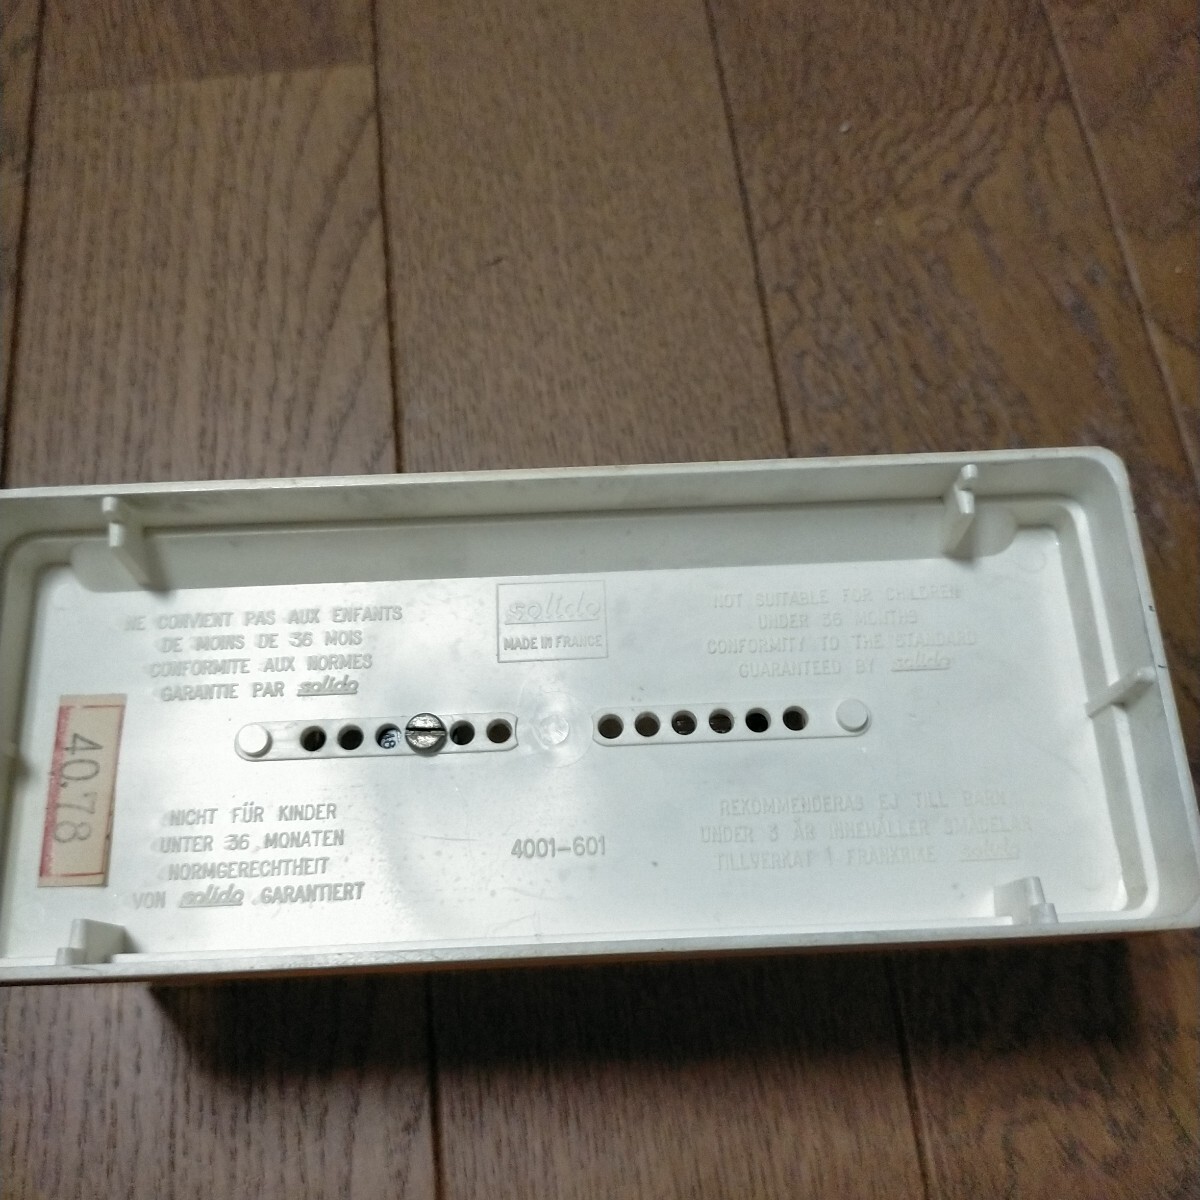 NE CONVIENT PAS AUX ENFANTS
DE MOINS DE 36 MOIS
CONFORMITE AUX NORMES
GARANTIE PAR solido
solido
MADE IN FRANCE
NOT SUITABLE FOR CHILDREN
UNDER 36 MONTHS
CONFORMITY TO THE STANDARD
GUARANTEED BY solido
40.78
NICHT FÜR KINDER
UNTER 36 MONATEN
NORMGERECHTHEIT
VON solido GARANTIERT
4001-601
REKOMMENDERAS EJ TILL BARN
UNDER 3 ÅR INNEHÅLLER SMÅDELAR
TILLVERKAT I FRANKRIKE solido